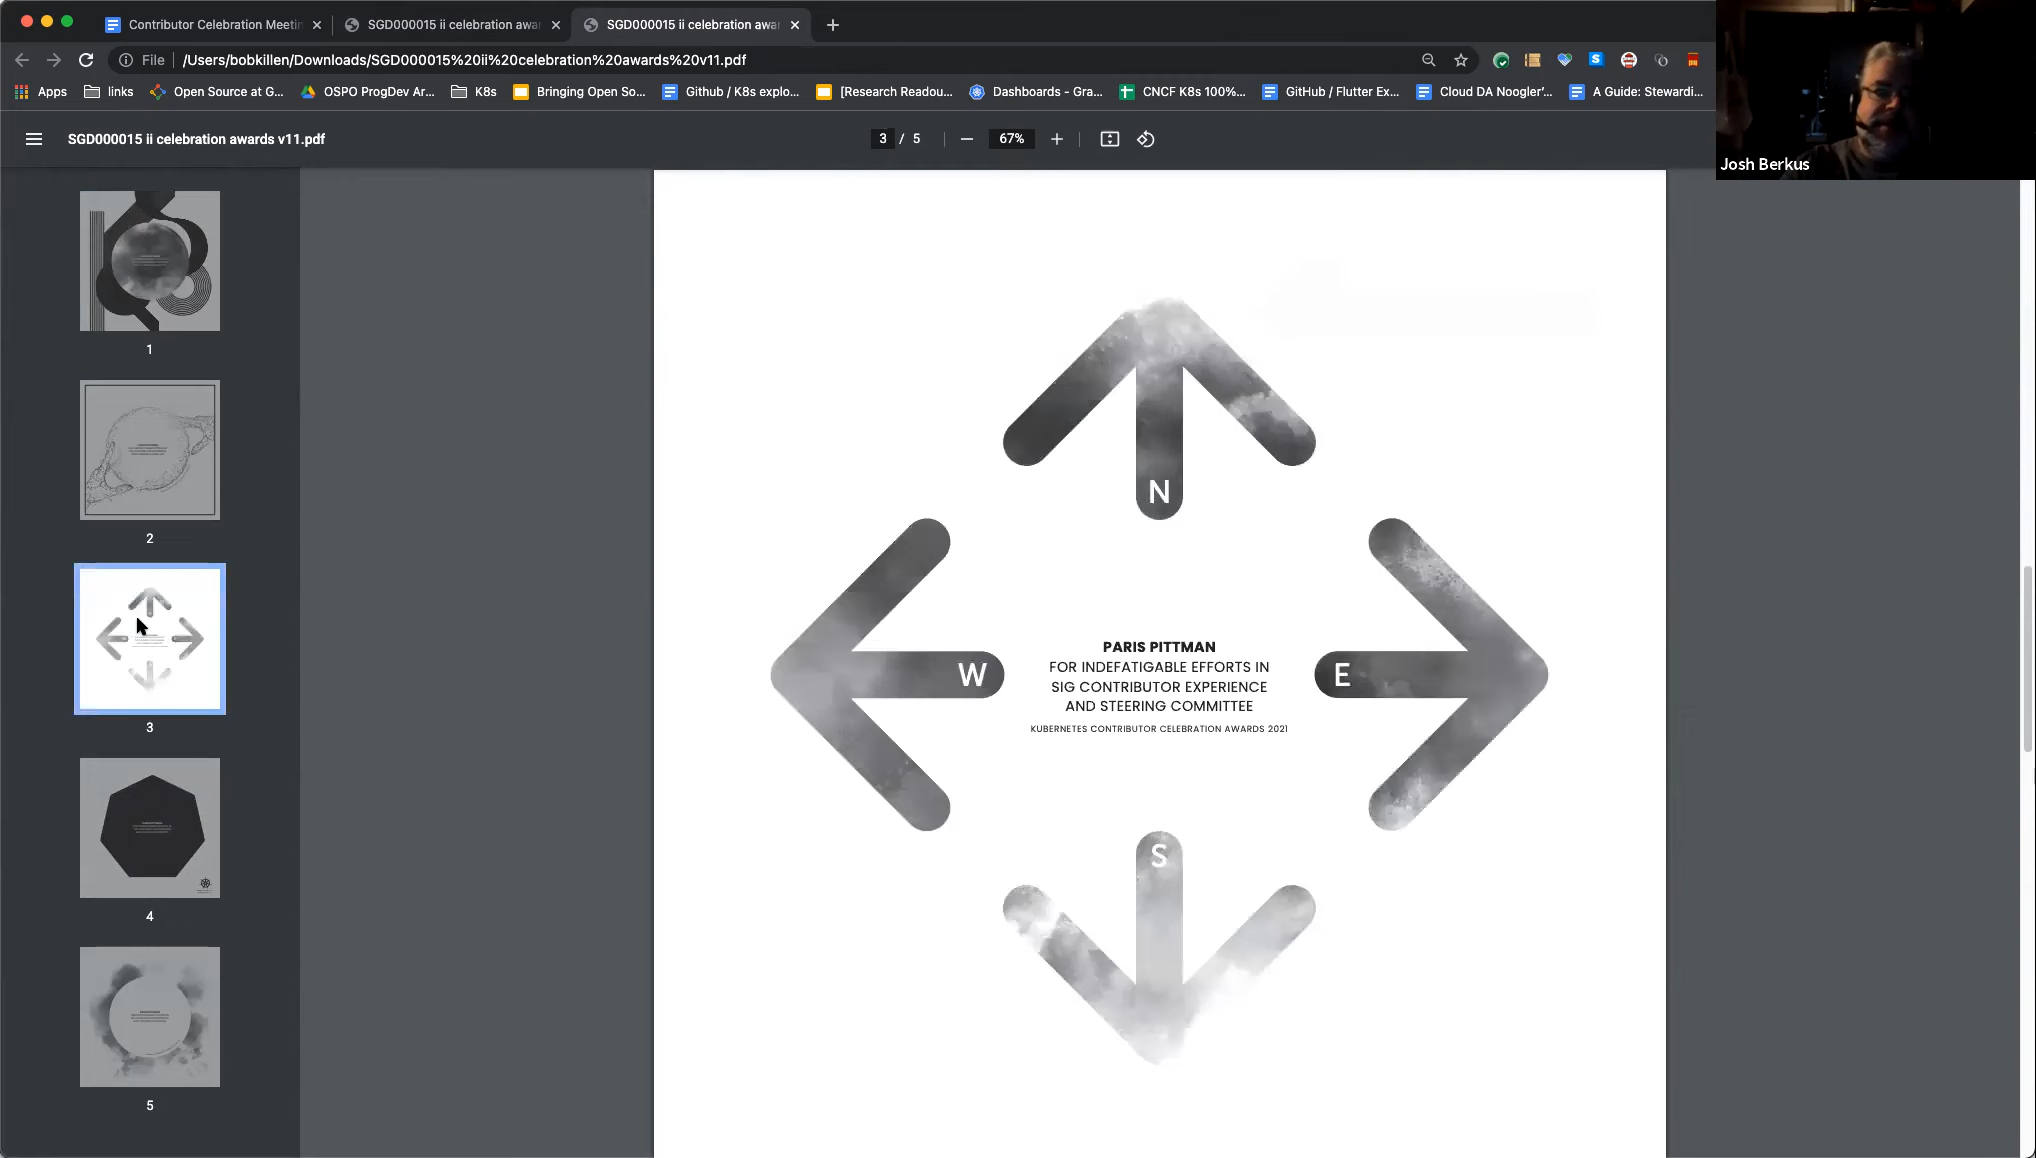 Contributor Celebration Meetin
SGD000015 ii celebration awar
SGD000015 ii celebration awar
File
/Users/bobkillen/Downloads/SGD000015%20ii%20celebration%20awards%20v11.pdf
Apps
links
Open Source at G...
OSPO ProgDev Ar...
K8s
Bringing Open So...
Github / K8s explo...
[Research Readou...
Dashboards - Gra...
CNCF K8s 100%...
GitHub / Flutter Ex...
Cloud DA Noogler'...
A Guide: Stewardi...
Josh Berkus
SGD000015 ii celebration awards v11.pdf
3 / 5
67%
1
2
3
4
5
N
W
E
S
PARIS PITTMAN
FOR INDEFATIGABLE EFFORTS IN
SIG CONTRIBUTOR EXPERIENCE
AND STEERING COMMITTEE
KUBERNETES CONTRIBUTOR CELEBRATION AWARDS 2021